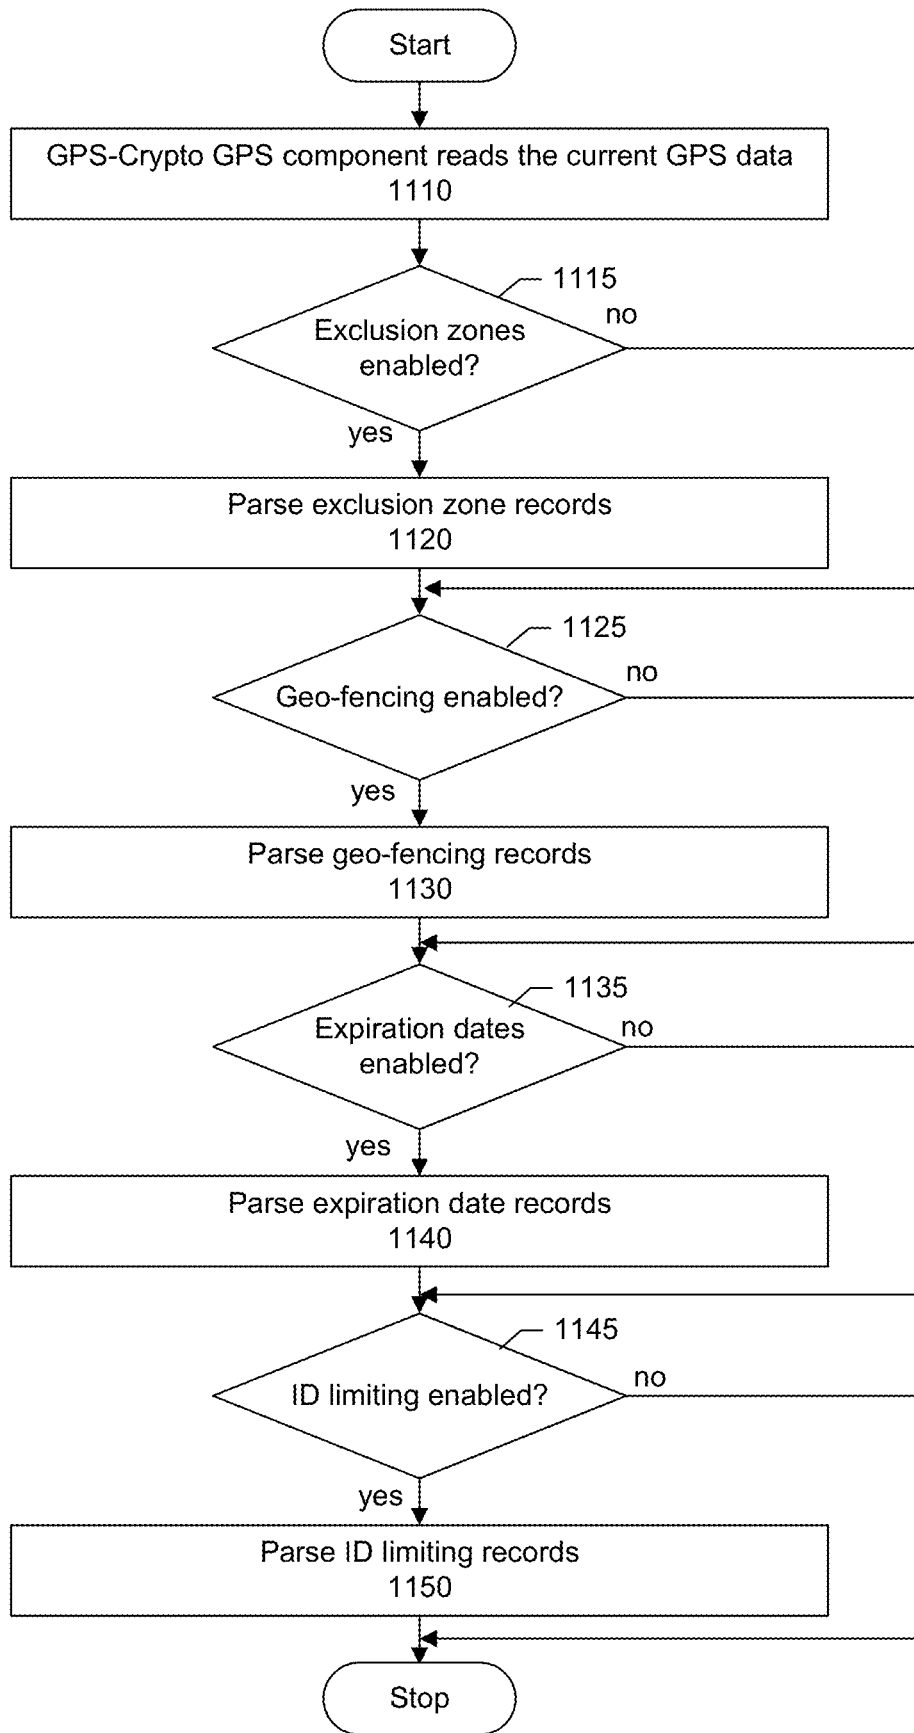 Start
GPS-Crypto GPS component reads the current GPS data
1110
1115
no
Exclusion zones
enabled?
yes
Parse exclusion zone records
1120
1125
no
Geo-fencing enabled?
yes
Parse geo-fencing records
1130
1135
no
Expiration dates
enabled?
yes
Parse expiration date records
1140
1145
no
ID limiting enabled?
yes
Parse ID limiting records
1150
Stop